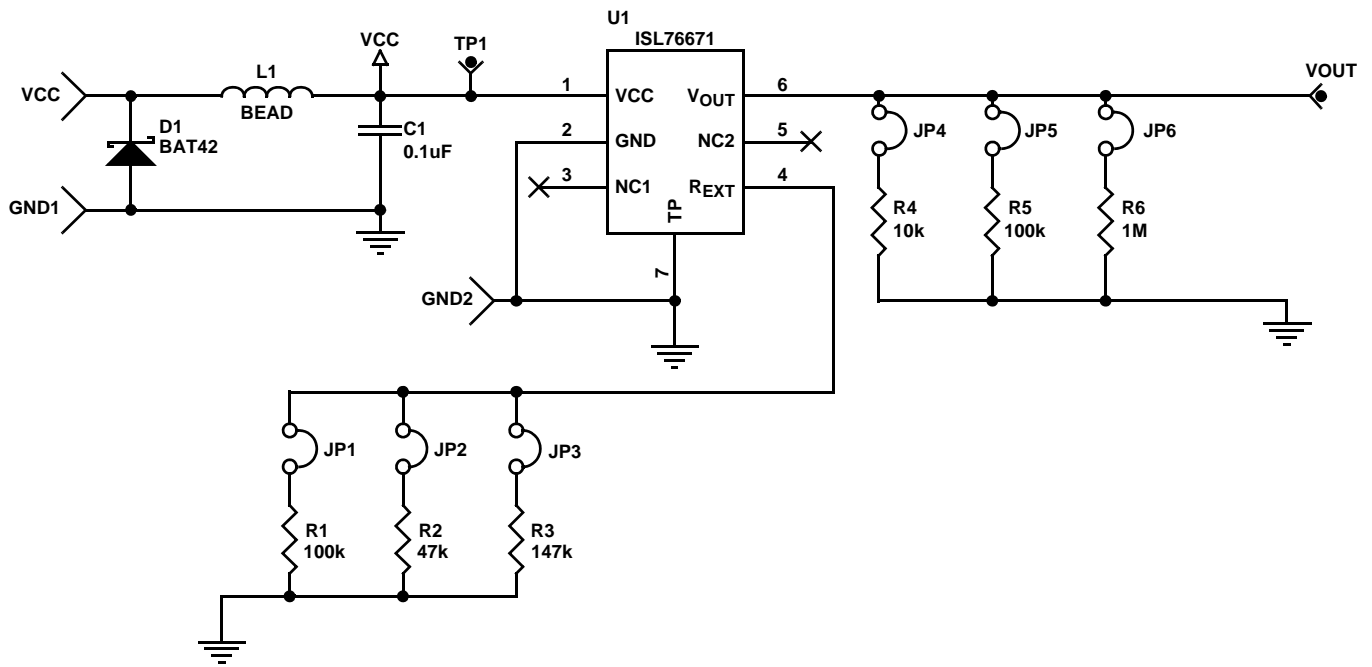 U1
ISL76671
VCC
TP1
VCC
L1
BEAD
D1
BAT42
C1
0.1uF
GND1
1
2
3
VCC
GND
NC1
VOUT
NC2
REXT
TP
6
5
4
7
GND2
VOUT
JP4
JP5
JP6
R4
10k
R5
100k
R6
1M
JP1
JP2
JP3
R1
100k
R2
47k
R3
147k